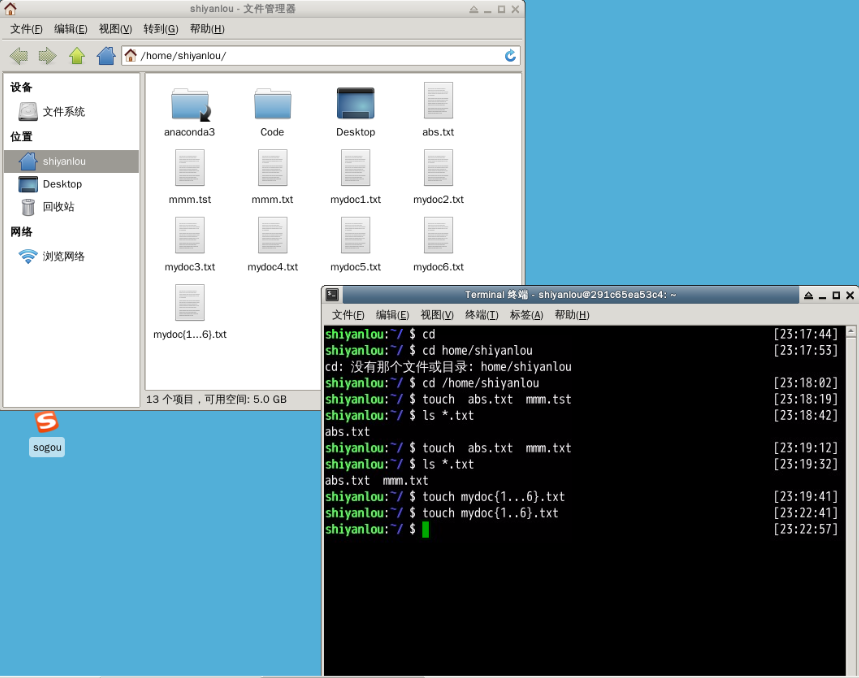 shiyanlou - 文件管理器
文件(F) 编辑(E) 视图(V) 转到(G) 帮助(H)
/home/shiyanlou/
设备
文件系统
位置
shiyanlou
Desktop
回收站
网络
浏览网络
anaconda3 Code Desktop abs.txt
mmm.tst mmm.txt mydoc1.txt mydoc2.txt
mydoc3.txt mydoc4.txt mydoc5.txt mydoc6.txt
mydoc{1...6}.txt
13 个项目，可用空间: 5.0 GB
sogou
Terminal 终端 - shiyanlou@291c65ea53c4: ~
文件(F) 编辑(E) 视图(V) 终端(T) 标签(A) 帮助(H)
shiyanlou:~/ $ cd [23:17:44]
shiyanlou:~/ $ cd home/shiyanlou [23:17:53]
cd: 没有那个文件或目录: home/shiyanlou
shiyanlou:~/ $ cd /home/shiyanlou [23:18:02]
shiyanlou:~/ $ touch  abs.txt  mmm.tst [23:18:19]
shiyanlou:~/ $ ls *.txt [23:18:42]
abs.txt
shiyanlou:~/ $ touch  abs.txt  mmm.txt [23:19:12]
shiyanlou:~/ $ ls *.txt [23:19:32]
abs.txt  mmm.txt
shiyanlou:~/ $ touch mydoc{1...6}.txt [23:19:41]
shiyanlou:~/ $ touch mydoc{1..6}.txt [23:22:41]
shiyanlou:~/ $ [23:22:57]